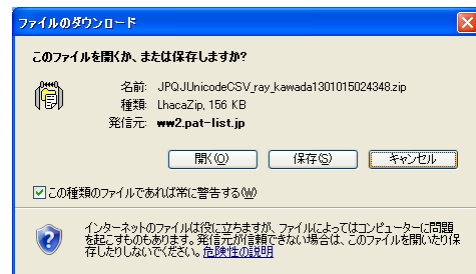 ファイルのダウンロード
このファイルを開くか、または保存しますか?
名前: JPQJUnicodeCSV_ray_kawada1301015024348.zip
種類: LhacaZip, 156 KB
発信元: ww2.pat-list.jp
開く(O) 保存(S) キャンセル
この種類のファイルであれば常に警告する(W)
インターネットのファイルは役に立ちますが、ファイルによってはコンピューターに問題
を起こすものもあります。発信元が信頼できない場合は、このファイルを開いたり保
存したりしないでください。危険性の説明